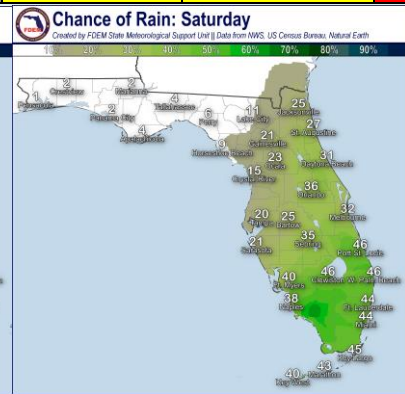 FDEM
Chance of Rain: Saturday
Created by FDEM State Meteorological Support Unit || Data from NWS, US Census Bureau, Natural Earth
10% 20% 30% 40% 50% 60% 70% 80% 90%
2
Crestview
2
Marianna
1
Pensacola
2
Panama City
4
Tallahassee
4
Apalachicola
6
Perry
11
Lake City
25
Jacksonville
27
St. Augustine
21
Gainesville
9
Horseshoe Beach
23
Ocala
31
Daytona Beach
15
Crystal River
36
Orlando
32
Melbourne
20
Tampa
25
Bartow
21
Sarasota
35
Sebring
46
Port St. Lucie
40
Ft. Myers
46
Clewiston
46
W. Palm Beach
38
Naples
44
Ft. Lauderdale
44
Miami
45
Key Largo
43
Marathon
40
Key West